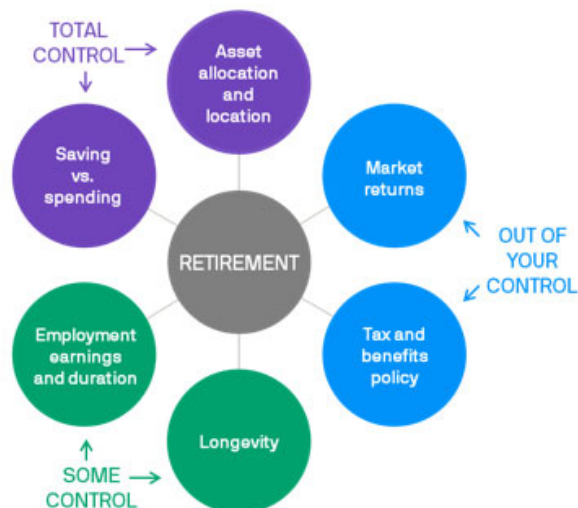 TOTAL
CONTROL
Asset
allocation
and
location
Saving
vs.
spending
Market
returns
RETIREMENT
OUT OF
YOUR
CONTROL
Employment
earnings
and duration
Tax and
benefits
policy
Longevity
SOME
CONTROL